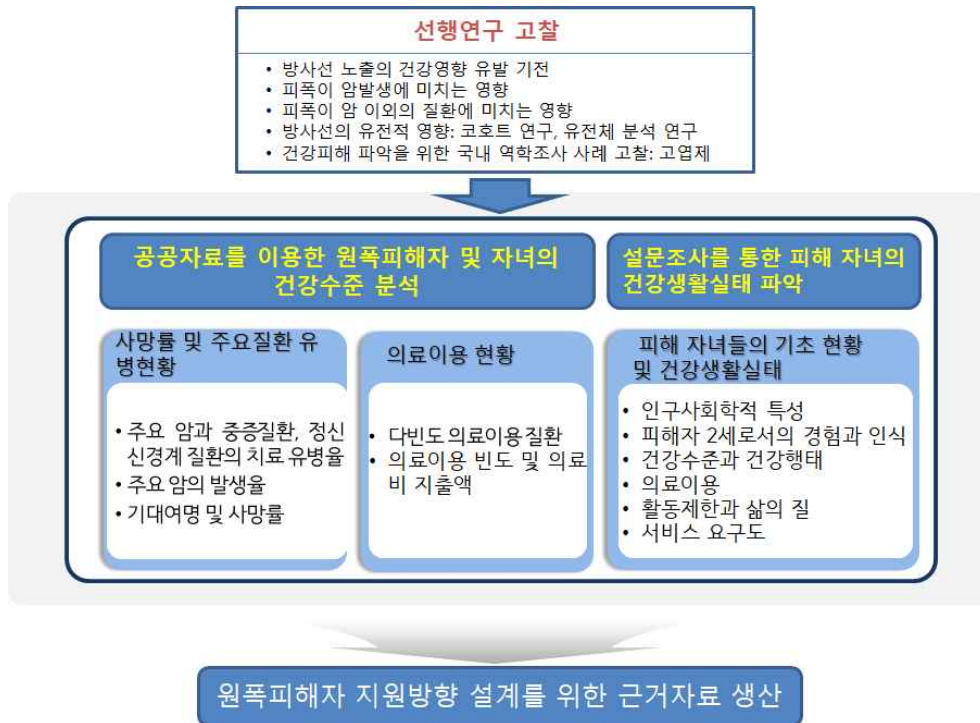 선행연구 고찰
• 방사선 노출의 건강영향 유발 기전
• 피폭이 암발생에 미치는 영향
• 피폭이 암 이외의 질환에 미치는 영향
• 방사선의 유전적 영향: 코호트 연구, 유전체 분석 연구
• 건강피해 파악을 위한 국내 역학조사 사례 고찰: 고엽제
공공자료를 이용한 원폭피해자 및 자녀의
건강수준 분석
사망률 및 주요질환 유
병현황
• 주요 암과 중증질환, 정신
신경계 질환의 치료 유병율
• 주요 암의 발생율
• 기대여명 및 사망률
의료이용 현황
• 다빈도 의료이용 질환
• 의료이용 빈도 및 의료
비 지출액
설문조사를 통한 피해 자녀의
건강생활실태 파악
피해 자녀들의 기초 현황
및 건강생활실태
• 인구사회학적 특성
• 피해자 2세로서의 경험과 인식
• 건강수준과 건강행태
• 의료이용
• 활동제한과 삶의 질
• 서비스 요구도
원폭피해자 지원방향 설계를 위한 근거자료 생산